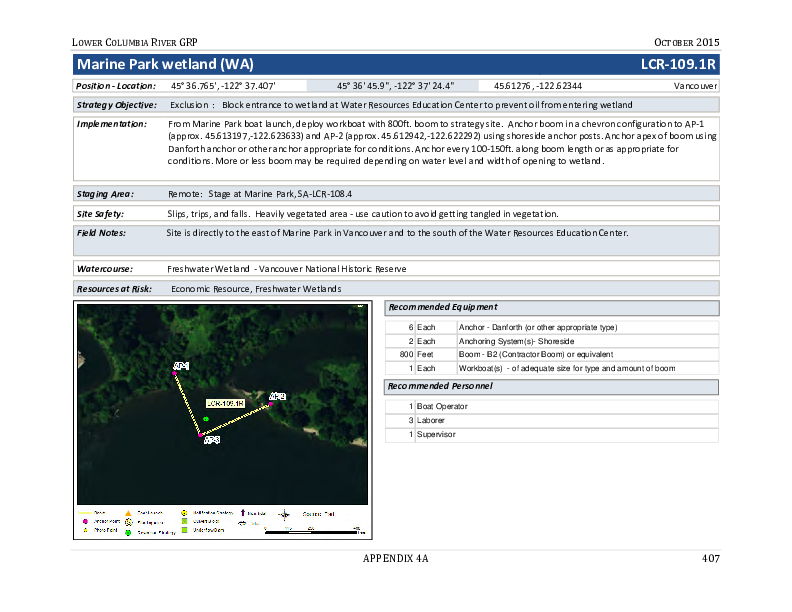 LOWER COLUMBIA RIVER GRP OCTOBER 2015
Marine Park wetland (WA) LCR-109.1R
Position - Location: 45° 36.765', -122° 37.407' 45° 36' 45.9", -122° 37' 24.4" 45.61276, -122.62344 Vancouver
Strategy Objective: Exclusion : Block entrance to wetland at Water Resources Education Center to prevent oil from entering wetland
Implementation: From Marine Park boat launch, deploy workboat with 800ft. boom to strategy site. Anchor boom in a chevron configuration to AP-1
(approx. 45.613197,-122.623633) and AP-2 (approx. 45.612942,-122.622292) using shoreside anchor posts. Anchor apex of boom using
Danforth anchor or other anchor appropriate for conditions. Anchor every 100-150ft. along boom length or as appropriate for
conditions. More or less boom may be required depending on water level and width of opening to wetland.
Staging Area: Remote: Stage at Marine Park, SA-LCR-108.4
Site Safety: Slips, trips, and falls. Heavily vegetated area - use caution to avoid getting tangled in vegetation.
Field Notes: Site is directly to the east of Marine Park in Vancouver and to the south of the Water Resources Education Center.
Watercourse: Freshwater Wetland - Vancouver National Historic Reserve
Resources at Risk: Economic Resource, Freshwater Wetlands
AP-1
LCR-109.1R
AP-2
AP-3
Anchor Point
Photo Point
Recommended Equipment
6 Each Anchor - Danforth (or other appropriate type)
2 Each Anchoring System(s)- Shoreside
800 Feet Boom - B2 (Contractor Boom) or equivalent
1 Each Workboat(s) - of adequate size for type and amount of boom
Recommended Personnel
1 Boat Operator
3 Laborer
1 Supervisor
APPENDIX 4A 407